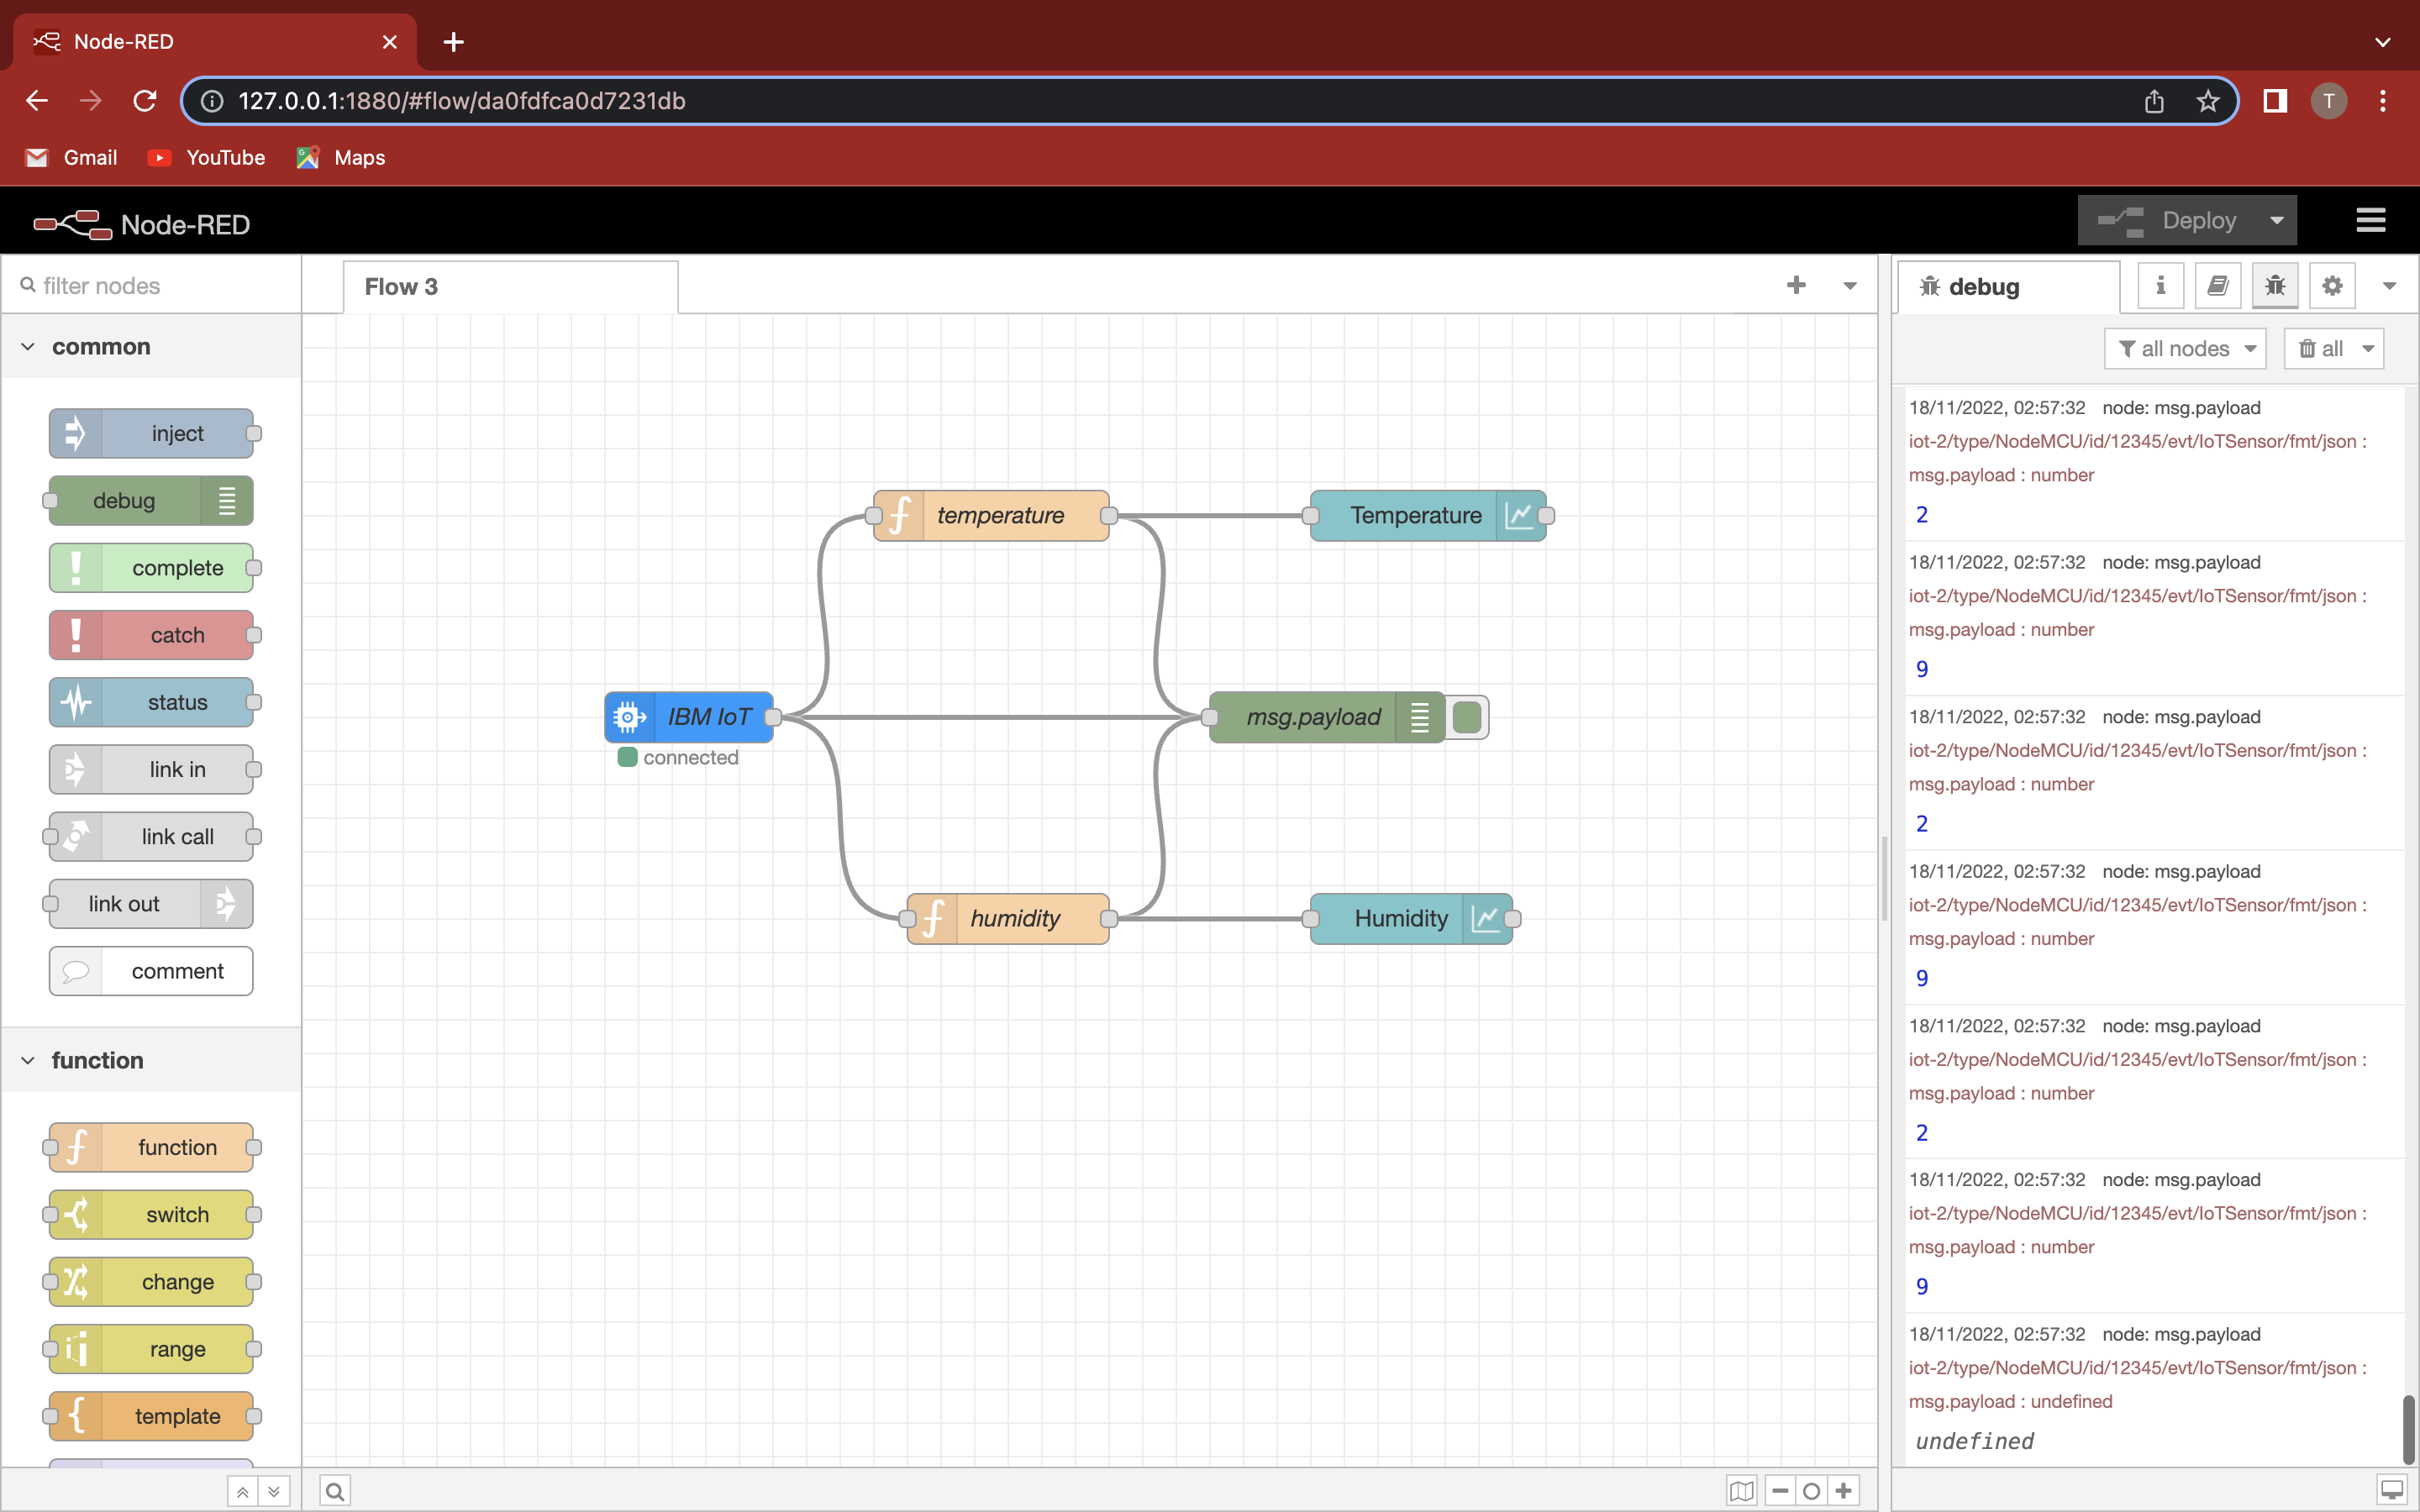 Node-RED
127.0.0.1:1880/#flow/da0fdfca0d7231db
T
Gmail
YouTube
Maps
Node-RED
Deploy
filter nodes
common
inject
debug
complete
catch
status
link in
link call
link out
comment
function
function
switch
change
range
template
Flow 3
temperature
Temperature
IBM IoT
connected
msg.payload
humidity
Humidity
debug
all nodes
all
18/11/2022, 02:57:32 node: msg.payload
iot-2/type/NodeMCU/id/12345/evt/IoTSensor/fmt/json :
msg.payload : number
2
18/11/2022, 02:57:32 node: msg.payload
iot-2/type/NodeMCU/id/12345/evt/IoTSensor/fmt/json :
msg.payload : number
9
18/11/2022, 02:57:32 node: msg.payload
iot-2/type/NodeMCU/id/12345/evt/IoTSensor/fmt/json :
msg.payload : number
2
18/11/2022, 02:57:32 node: msg.payload
iot-2/type/NodeMCU/id/12345/evt/IoTSensor/fmt/json :
msg.payload : number
9
18/11/2022, 02:57:32 node: msg.payload
iot-2/type/NodeMCU/id/12345/evt/IoTSensor/fmt/json :
msg.payload : number
2
18/11/2022, 02:57:32 node: msg.payload
iot-2/type/NodeMCU/id/12345/evt/IoTSensor/fmt/json :
msg.payload : number
9
18/11/2022, 02:57:32 node: msg.payload
iot-2/type/NodeMCU/id/12345/evt/IoTSensor/fmt/json :
msg.payload : undefined
undefined